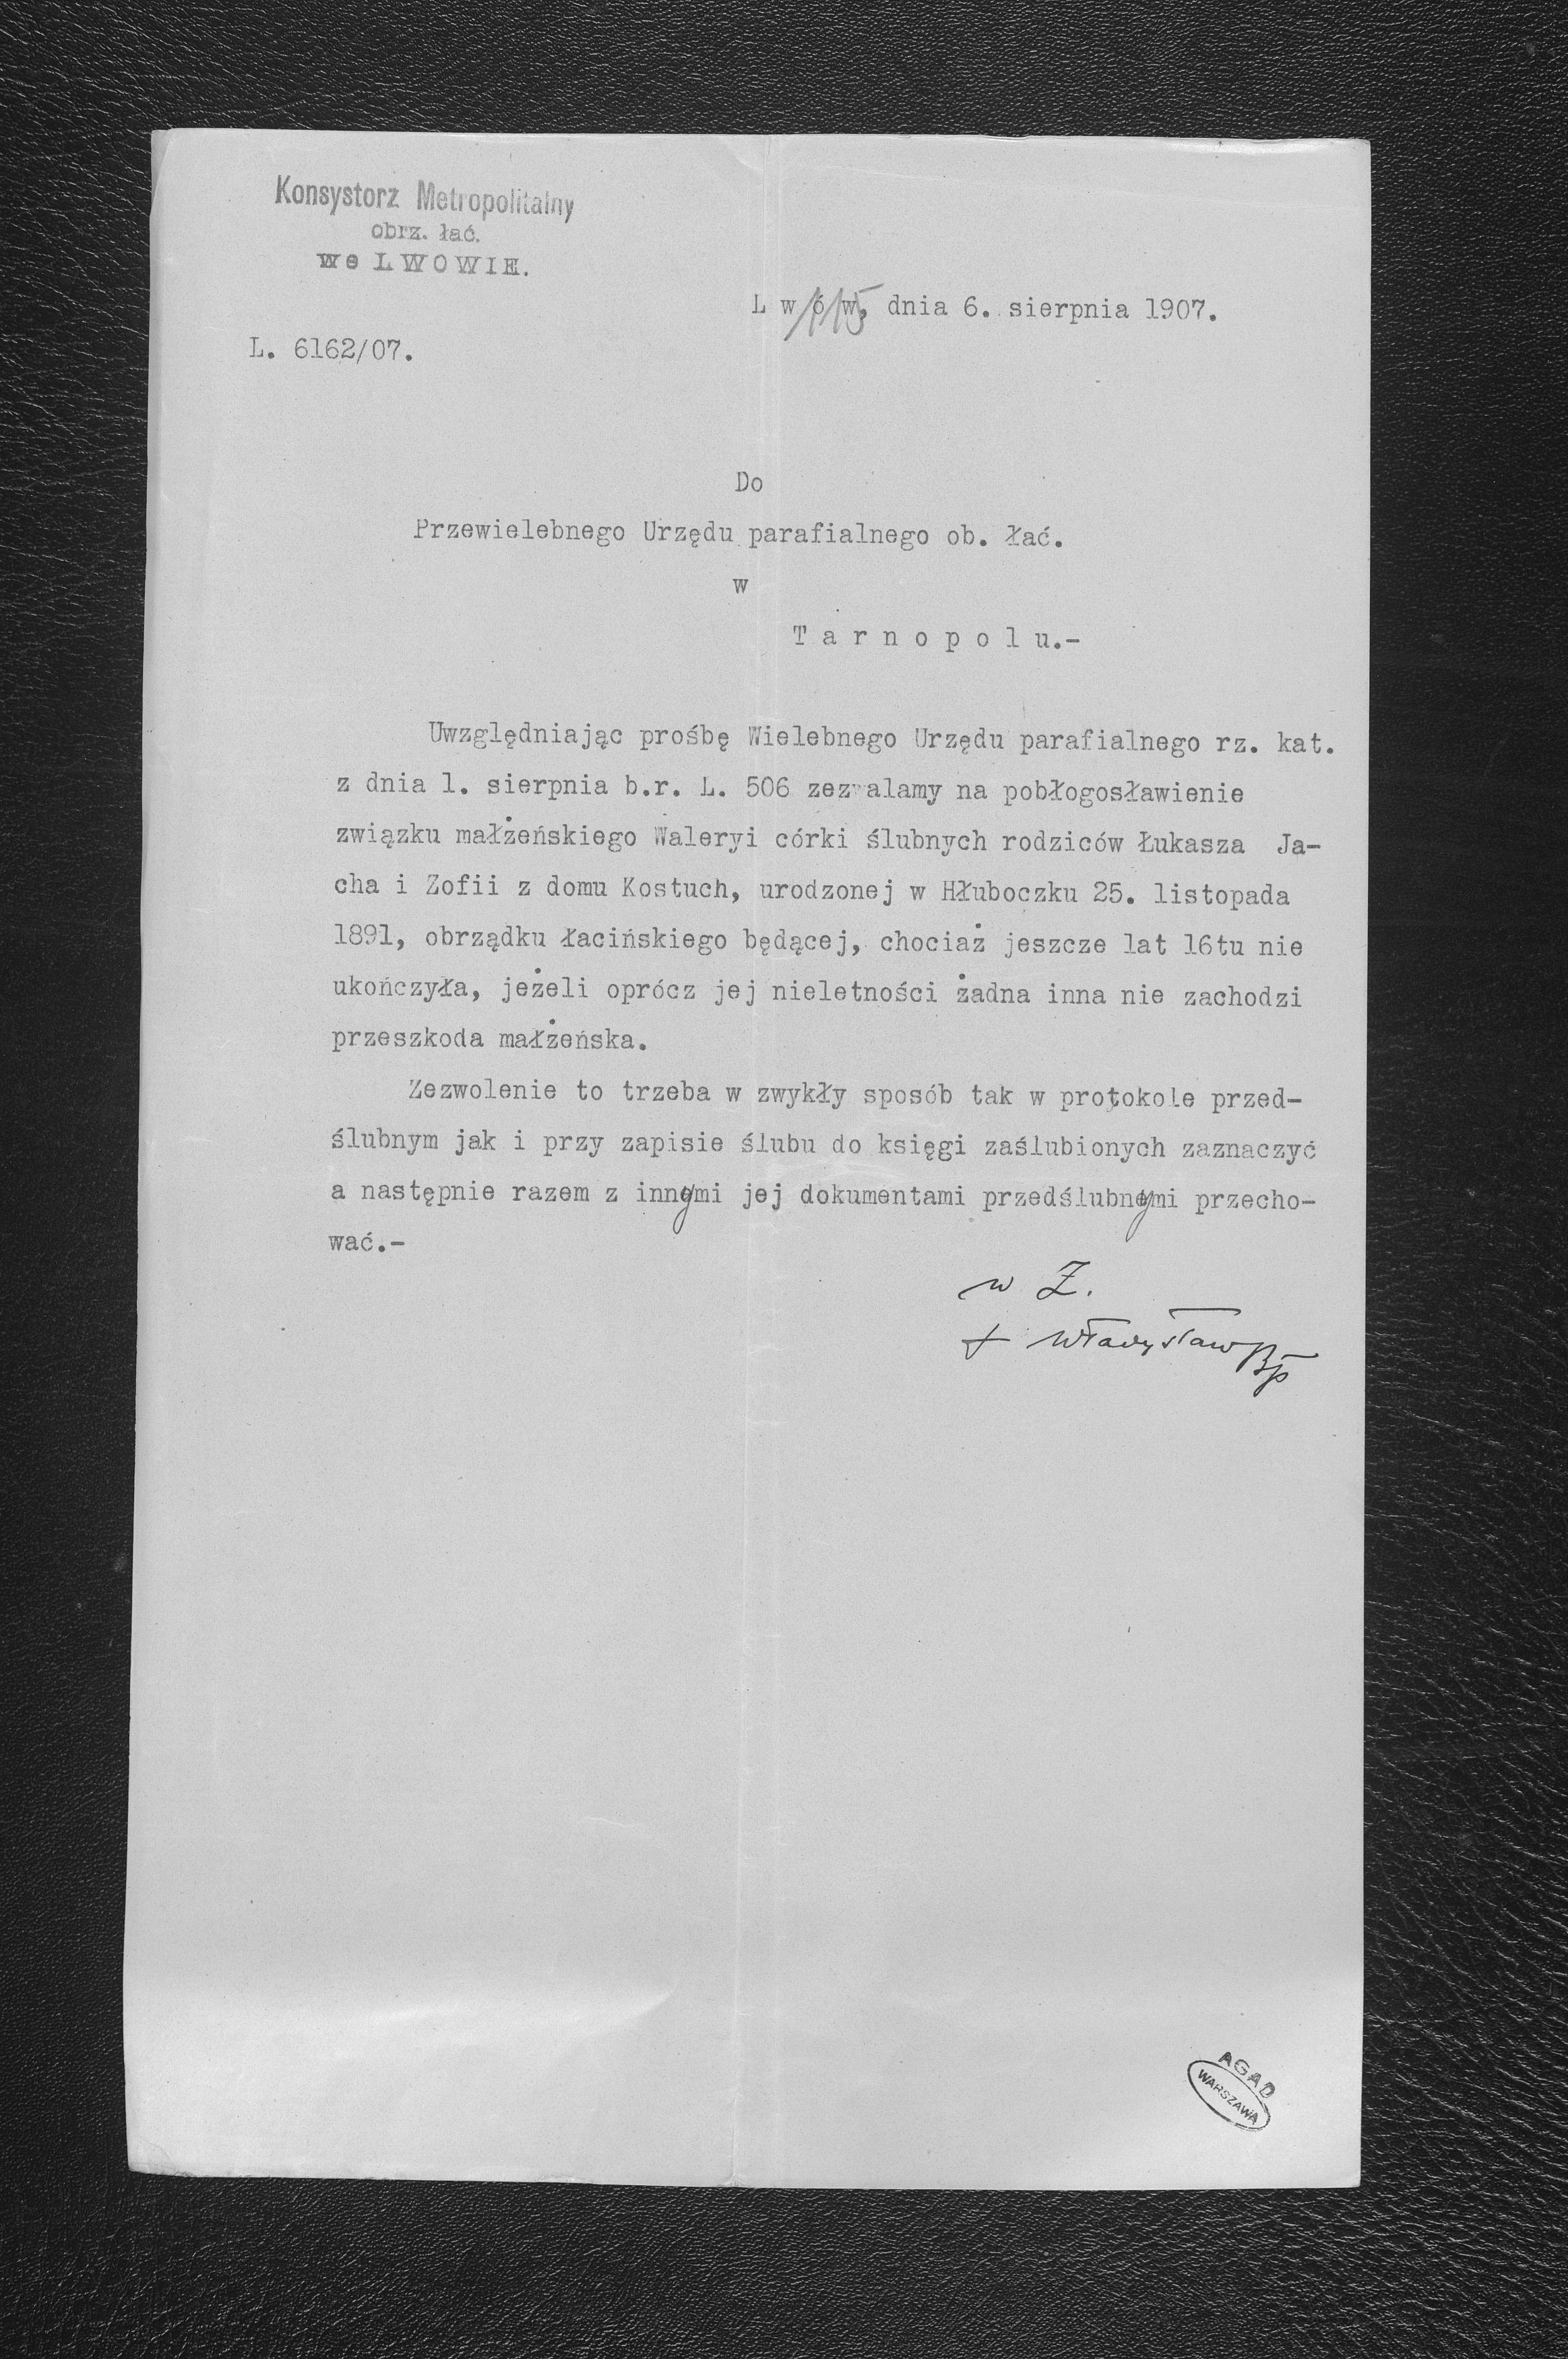 Konsystorz Metropolitalny
obrz. łać.
we LWOWIE.
L w ó w, dnia 6. sierpnia 1907.
L. 6162/07.
Do
Przewielebnego Urzędu parafialnego ob. łać.
w
T a r n o p o l u.-
Uwzględniając prośbę Wielebnego Urzędu parafialnego rz. kat.
z dnia 1. sierpnia b.r. L. 506 zezwalamy na pobłogosławienie
związku małżeńskiego Waleryi córki ślubnych rodziców Łukasza Ja-
cha i Zofii z domu Kostuch, urodzonej w Hłuboczku 25. listopada
1891, obrządku łacińskiego będącej, chociaż jeszcze lat 16tu nie
ukończyła, jeżeli oprócz jej nieletności żadna inna nie zachodzi
przeszkoda małżeńska.
Zezwolenie to trzeba w zwykły sposób tak w protokole przed-
ślubnym jak i przy zapisie ślubu do księgi zaślubionych zaznaczyć
a następnie razem z innymi jej dokumentami przedślubnymi przecho-
wać.-
w Z.
+ Władysław Bp
AGAD
WARSZAWA